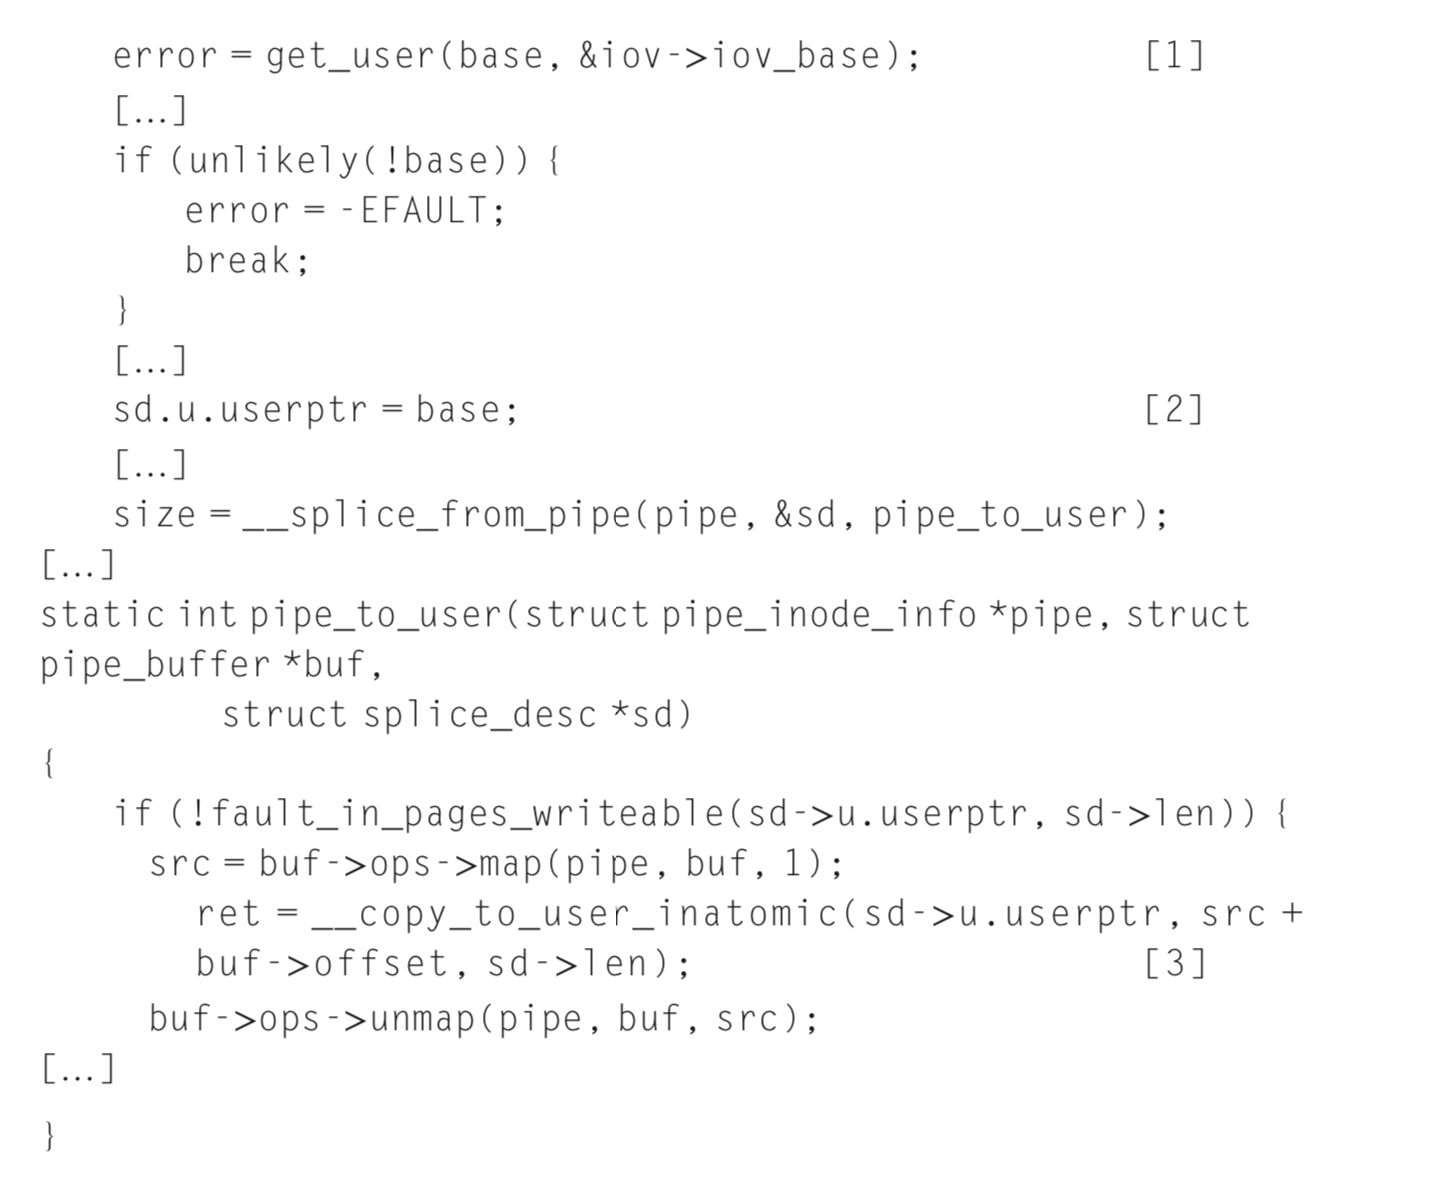 error = get_user(base, &iov->iov_base); [1]
[...]
if (unlikely(!base)) {
error = -EFAULT;
break;
}
[...]
sd.u.userptr = base; [2]
[...]
size = __splice_from_pipe(pipe, &sd, pipe_to_user);
[...]
static int pipe_to_user(struct pipe_inode_info *pipe, struct
pipe_buffer *buf,
struct splice_desc *sd)
{
if (!fault_in_pages_writeable(sd->u.userptr, sd->len)) {
src = buf->ops->map(pipe, buf, 1);
ret = __copy_to_user_inatomic(sd->u.userptr, src +
buf->offset, sd->len); [3]
buf->ops->unmap(pipe, buf, src);
[...]
}